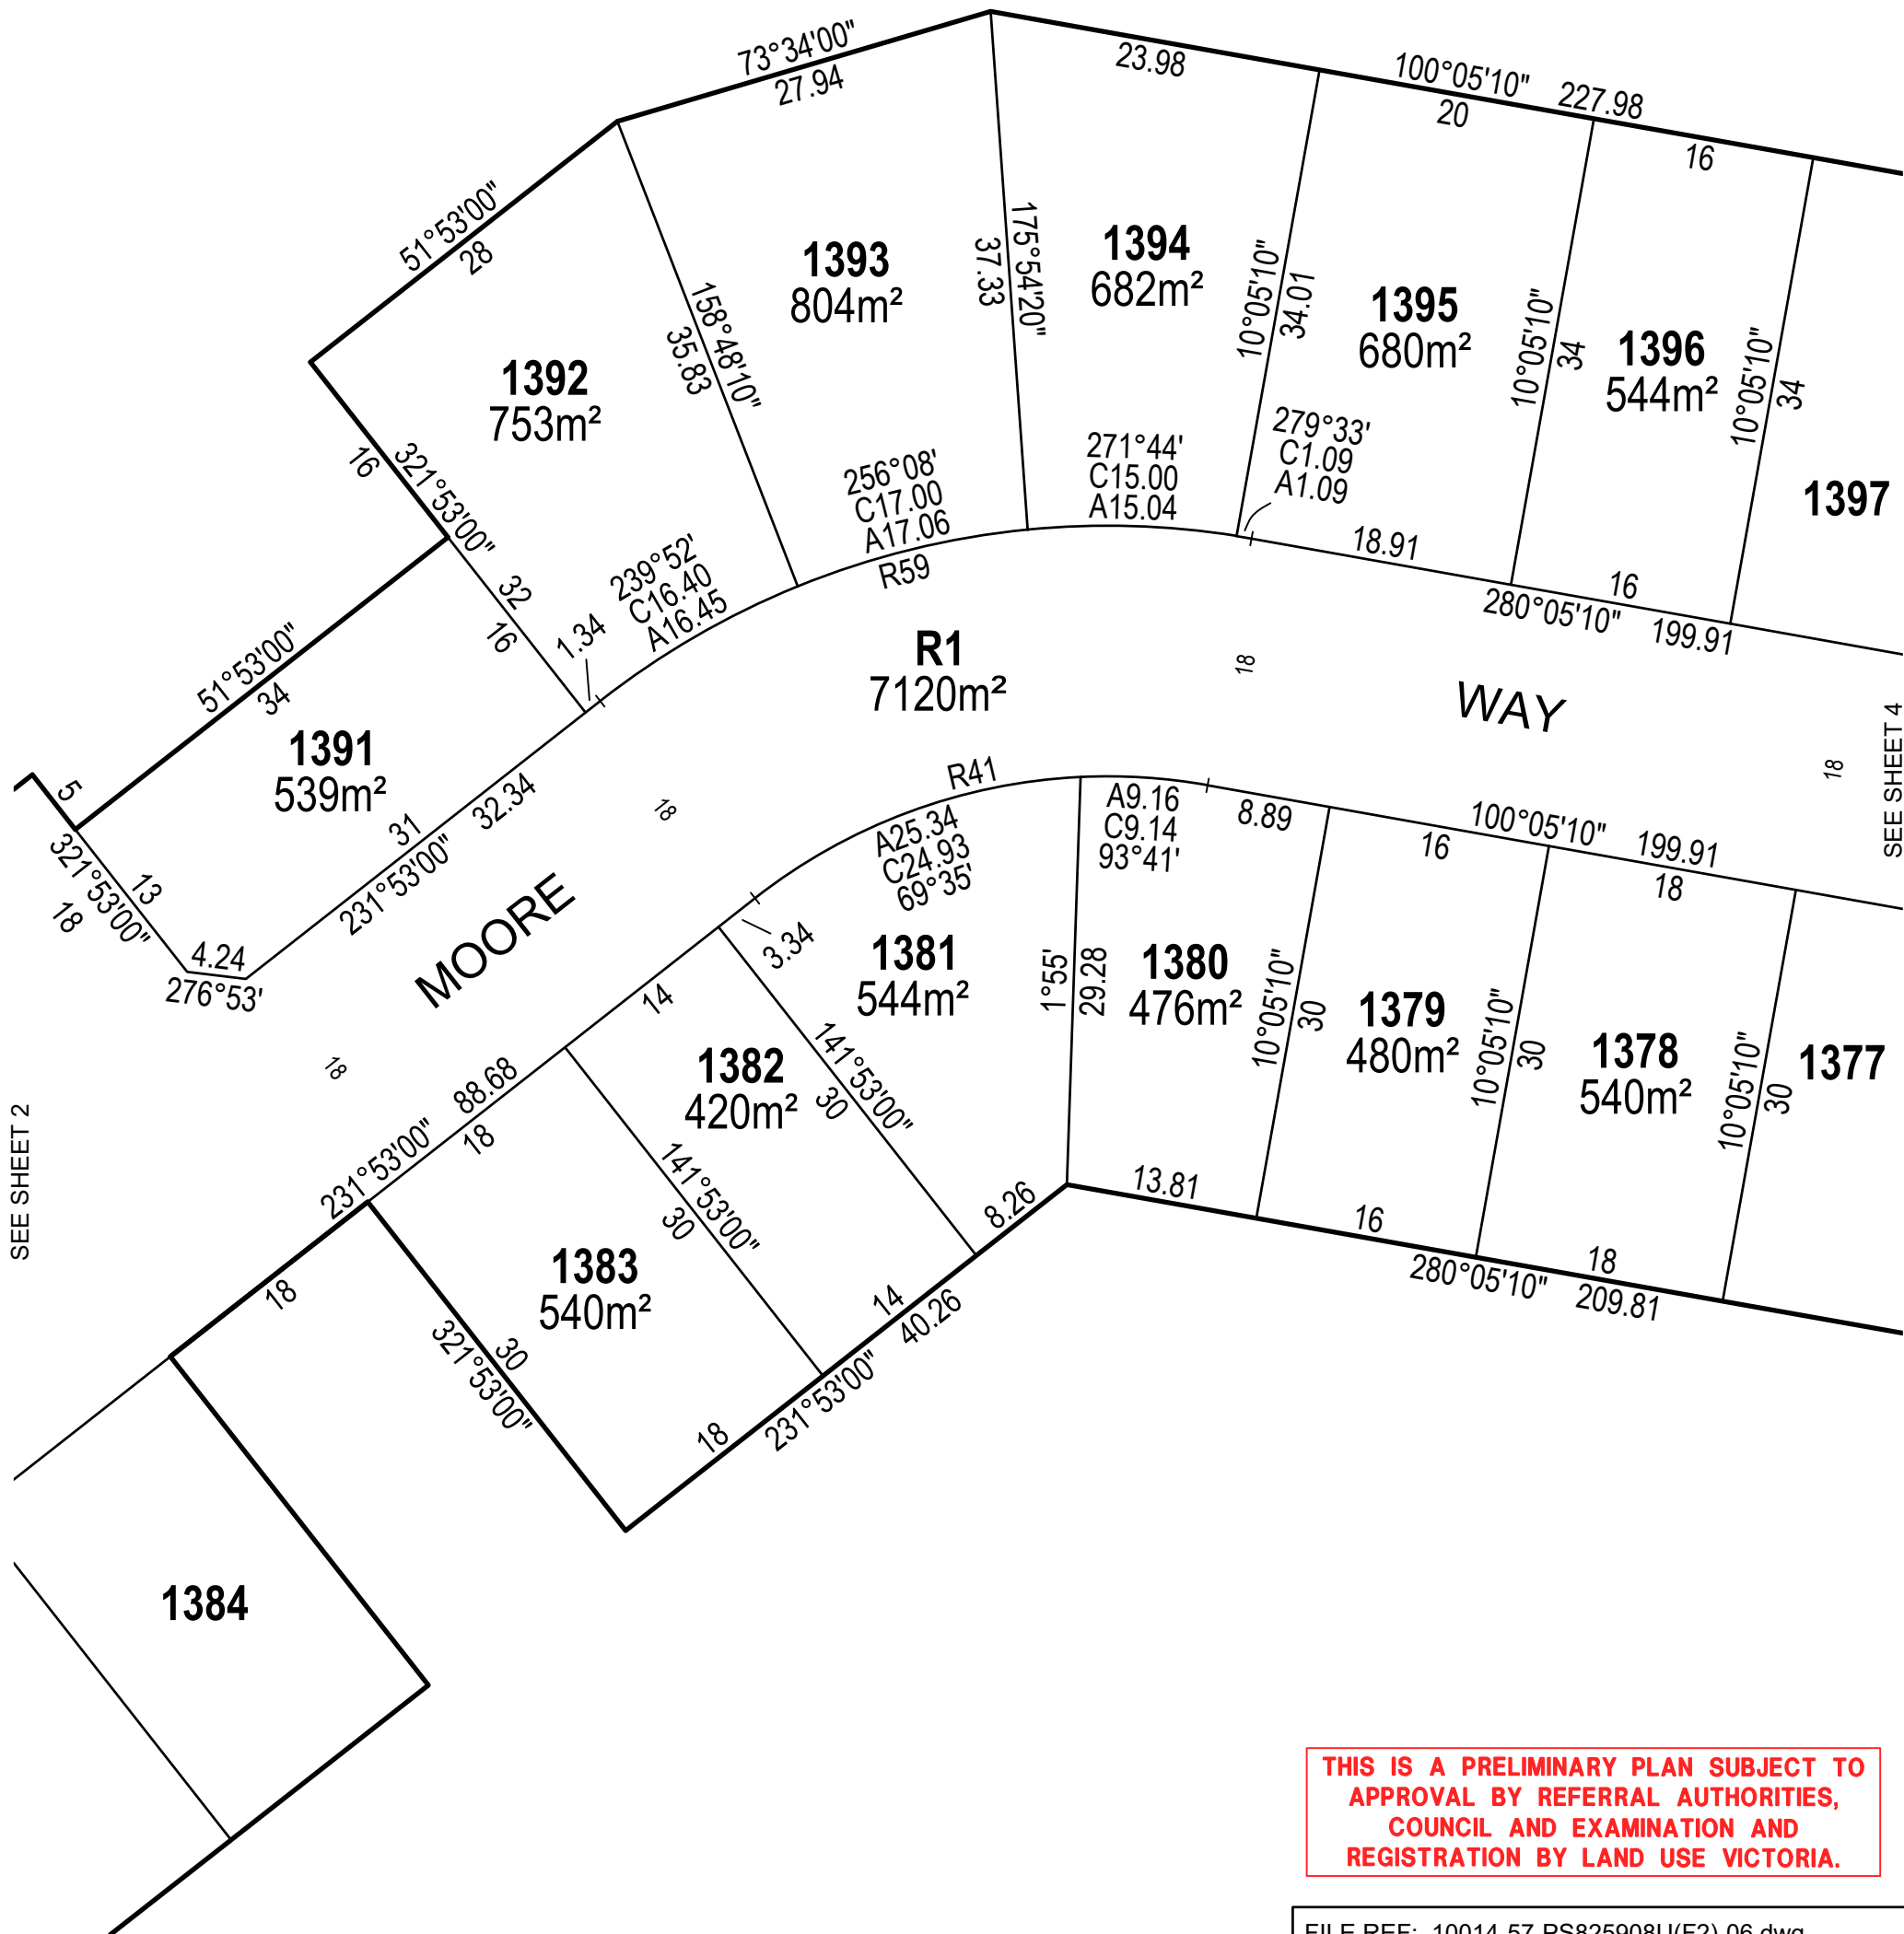 73°34'00"
27.94
23.98
100°05'10"
227.98
20
16
51°53'00"
28
1393
804m²
158°48'10"
35.83
175°54'20"
37.33
1394
682m²
10°05'10"
34.01
1395
680m²
10°05'10"
34
1396
544m²
10°05'10"
34
1397
1392
753m²
16
321°53'00"
32
16
1.34
239°52'
C16.40
A16.45
256°08'
C17.00
A17.06
R59
271°44'
C15.00
A15.04
279°33'
C1.09
A1.09
18.91
16
280°05'10"
199.91
R1
7120m²
18
WAY
18
SEE SHEET 4
51°53'00"
34
1391
539m²
5
321°53'00"
13
18
4.24
276°53'
31
32.34
231°53'00"
18
MOORE
18
R41
A25.34
C24.93
69°35'
A9.16
C9.14
93°41'
8.89
16
100°05'10"
199.91
18
3.34
1381
544m²
1°55'
29.28
1380
476m²
10°05'10"
30
1379
480m²
10°05'10"
30
1378
540m²
10°05'10"
30
1377
14
1382
420m²
141°53'00"
30
88.68
231°53'00"
18
141°53'00"
30
8.26
13.81
16
280°05'10"
18
209.81
SEE SHEET 2
18
1383
540m²
30
321°53'00"
14
40.26
231°53'00"
18
1384
THIS IS A PRELIMINARY PLAN SUBJECT TO
APPROVAL BY REFERRAL AUTHORITIES,
COUNCIL AND EXAMINATION AND
REGISTRATION BY LAND USE VICTORIA.
FILE REF: 10014-57 PS825908U(F2)-06.dwg